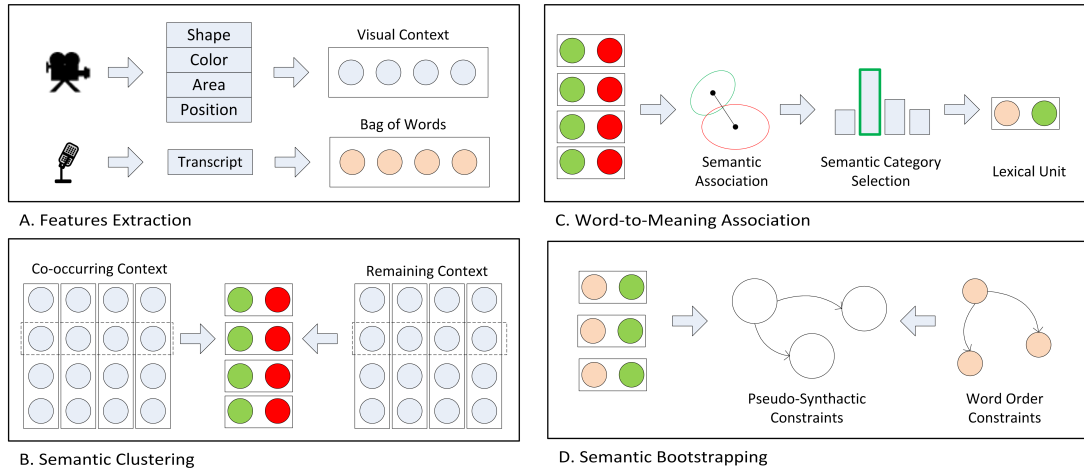 Shape
Color
Area
Position
Visual Context
Transcript
Bag of Words
A. Features Extraction
Co-occurring Context
Remaining Context
B. Semantic Clustering
Semantic
Association
Semantic Category
Selection
Lexical Unit
C. Word-to-Meaning Association
Pseudo-Synthactic
Constraints
Word Order
Constraints
D. Semantic Bootstrapping